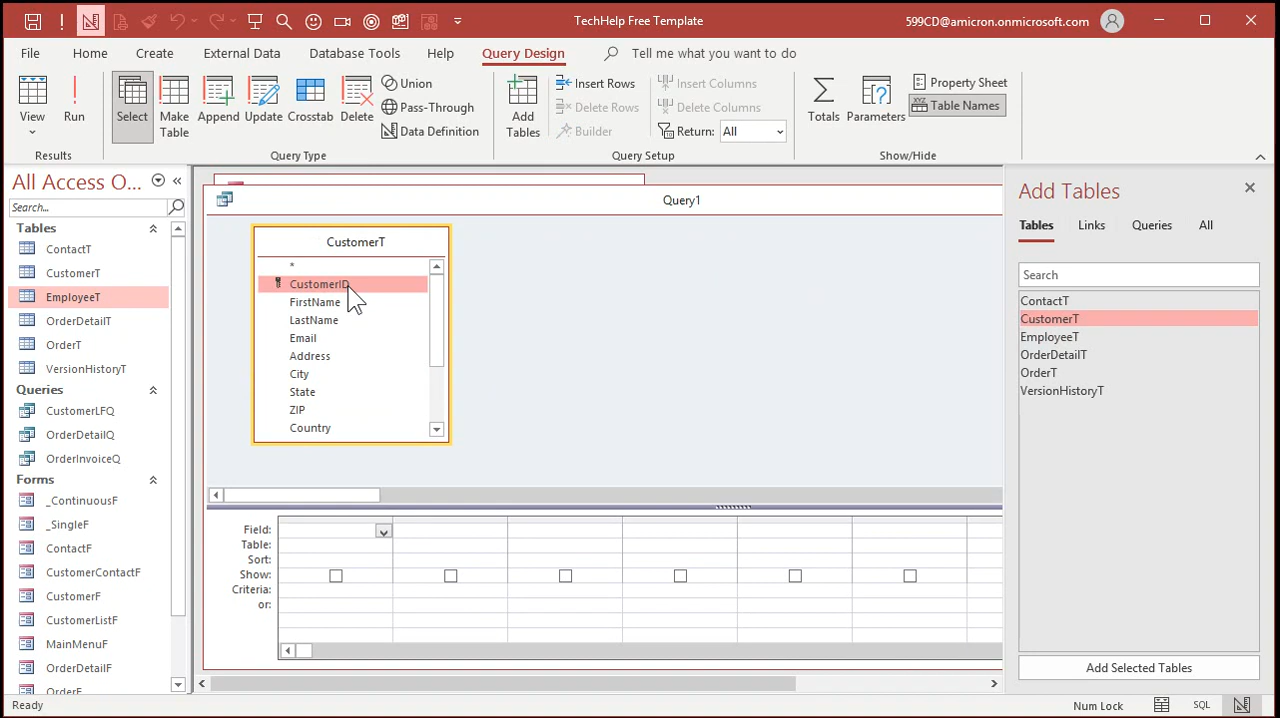 TechHelp Free Template
599CD@amicron.onmicrosoft.com
File Home Create External Data Database Tools Help Query Design Tell me what you want to do
View
Run
Select
Make Table
Append
Update
Crosstab
Delete
Union
Pass-Through
Data Definition
Add Tables
Insert Rows
Delete Rows
Builder
Insert Columns
Delete Columns
Return: All
Totals
Parameters
Property Sheet
XYZ Table Names
Results
Query Type
Query Setup
Show/Hide
All Access O...
Search...
Tables
ContactT
CustomerT
EmployeeT
OrderDetailT
OrderT
VersionHistoryT
Queries
CustomerLFQ
OrderDetailQ
OrderInvoiceQ
Forms
_ContinuousF
_SingleF
ContactF
CustomerContactF
CustomerF
CustomerListF
MainMenuF
OrderDetailF
OrderF
Query1
CustomerT
*
CustomerID
FirstName
LastName
Email
Address
City
State
ZIP
Country
Field:
Table:
Sort:
Show:
Criteria:
or:
Add Tables
Tables Links Queries All
Search
ContactT
CustomerT
EmployeeT
OrderDetailT
OrderT
VersionHistoryT
Add Selected Tables
Ready
Num Lock
SQL